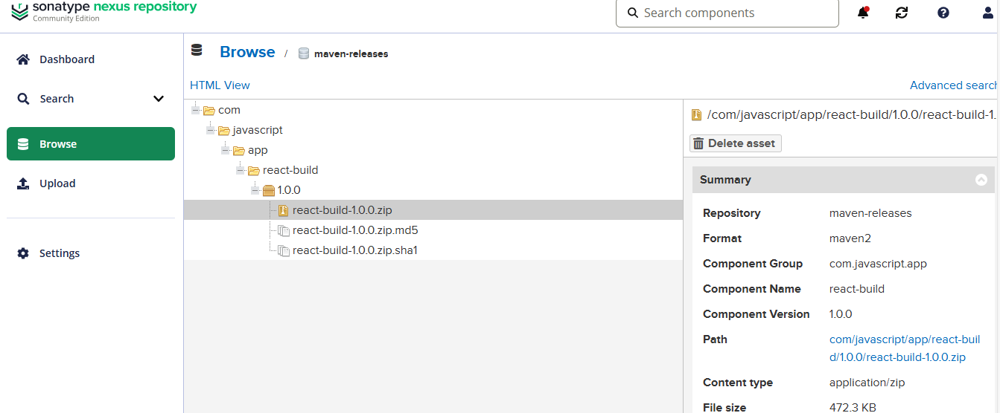 sonatype nexus repository
Community Edition
Search components
Dashboard
Search
Browse
Upload
Settings
Browse / maven-releases
HTML View
Advanced search
com
javascript
app
react-build
1.0.0
react-build-1.0.0.zip
react-build-1.0.0.zip.md5
react-build-1.0.0.zip.sha1
/com/javascript/app/react-build/1.0.0/react-build-1.
Delete asset
Summary
Repository maven-releases
Format maven2
Component Group com.javascript.app
Component Name react-build
Component Version 1.0.0
Path com/javascript/app/react-buil
d/1.0.0/react-build-1.0.0.zip
Content type application/zip
File size 472.3 KB